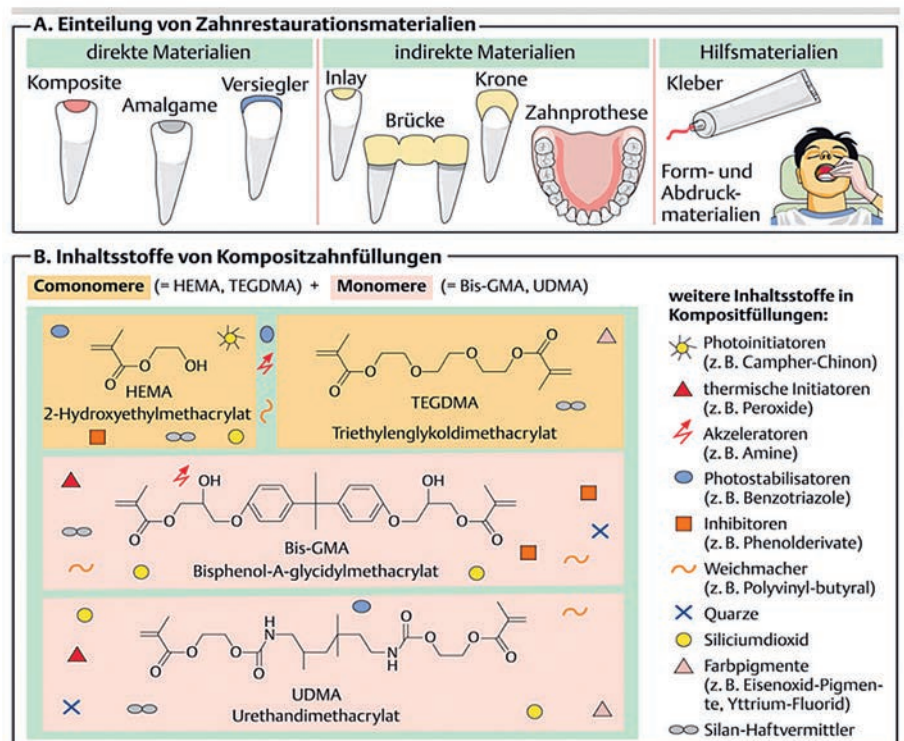 A. Einteilung von Zahnrestaurationsmaterialien
direkte Materialien
indirekte Materialien
Hilfsmaterialien
Komposite
Amalgame
Versiegler
Inlay
Brücke
Krone
Zahnprothese
Kleber
Form- und
Abdruck-
materialien
B. Inhaltsstoffe von Kompositzahnfüllungen
Comonomere (= HEMA, TEGDMA) + Monomere (= Bis-GMA, UDMA)
O
O
OH
HEMA
2-Hydroxyethylmethacrylat
O
O
O
O
O
O
TEGDMA
Triethylenglykoldimethacrylat
O
O
OH
O
O
OH
O
O
Bis-GMA
Bisphenol-A-glycidylmethacrylat
O
O
O
O
H
N
N
H
O
O
O
O
UDMA
Urethandimethacrylat
weitere Inhaltsstoffe in
Kompositfüllungen:
Photoinitiatoren
(z. B. Campher-Chinon)
thermische Initiatoren
(z. B. Peroxide)
Akzeleratoren
(z. B. Amine)
Photostabilisatoren
(z. B. Benzotriazole)
Inhibitoren
(z. B. Phenolderivate)
Weichmacher
(z. B. Polyvinyl-butyral)
Quarze
Siliciumdioxid
Farbpigmente
(z. B. Eisenoxid-Pigmen-
te, Yttrium-Fluorid)
Silan-Haftvermittler